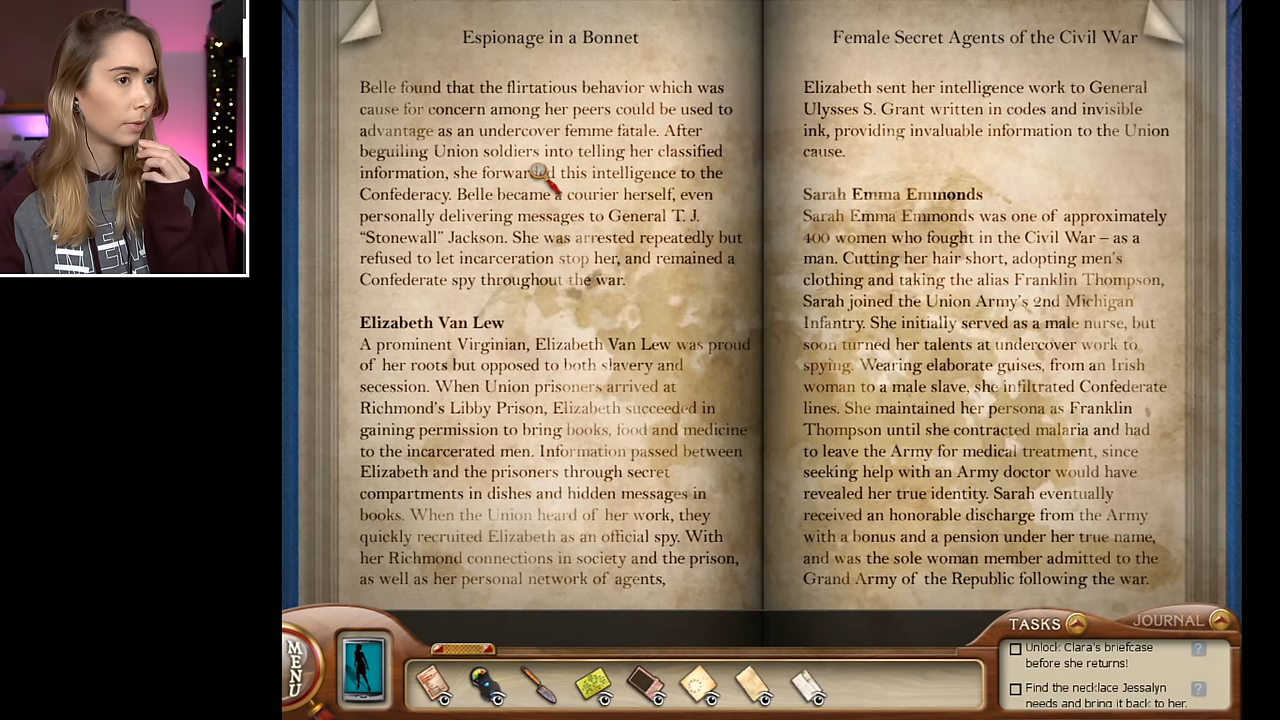 Espionage in a Bonnet
Belle found that the flirtatious behavior which was
cause for concern among her peers could be used to
advantage as an undercover femme fatale. After
beguiling Union soldiers into telling her classified
information, she forwarded this intelligence to the
Confederacy. Belle became a courier herself, even
personally delivering messages to General T. J.
“Stonewall” Jackson. She was arrested repeatedly but
refused to let incarceration stop her, and remained a
Confederate spy throughout the war.
Elizabeth Van Lew
A prominent Virginian, Elizabeth Van Lew was proud
of her roots but opposed to both slavery and
secession. When Union prisoners arrived at
Richmond’s Libby Prison, Elizabeth succeeded in
gaining permission to bring books, food and medicine
to the incarcerated men. Information passed between
Elizabeth and the prisoners through secret
compartments in dishes and hidden messages in
books. When the Union heard of her work, they
quickly recruited Elizabeth as an official spy. With
her Richmond connections in society and the prison,
as well as her personal network of agents,
Female Secret Agents of the Civil War
Elizabeth sent her intelligence work to General
Ulysses S. Grant written in codes and invisible
ink, providing invaluable information to the Union
cause.
Sarah Emma Emmonds
Sarah Emma Emmonds was one of approximately
400 women who fought in the Civil War – as a
man. Cutting her hair short, adopting men’s
clothing and taking the alias Franklin Thompson,
Sarah joined the Union Army’s 2nd Michigan
Infantry. She initially served as a male nurse, but
soon turned her talents at undercover work to
spying. Wearing elaborate guises, from an Irish
woman to a male slave, she infiltrated Confederate
lines. She maintained her persona as Franklin
Thompson until she contracted malaria and had
to leave the Army for medical treatment, since
seeking help with an Army doctor would have
revealed her true identity. Sarah eventually
received an honorable discharge from the Army
with a bonus and a pension under her true name,
and was the sole woman member admitted to the
Grand Army of the Republic following the war.
MENU
TASKS
JOURNAL
Unlock Clara's briefcase
before she returns!
?
Find the necklace Jessalyn
needs and bring it back to her.
?